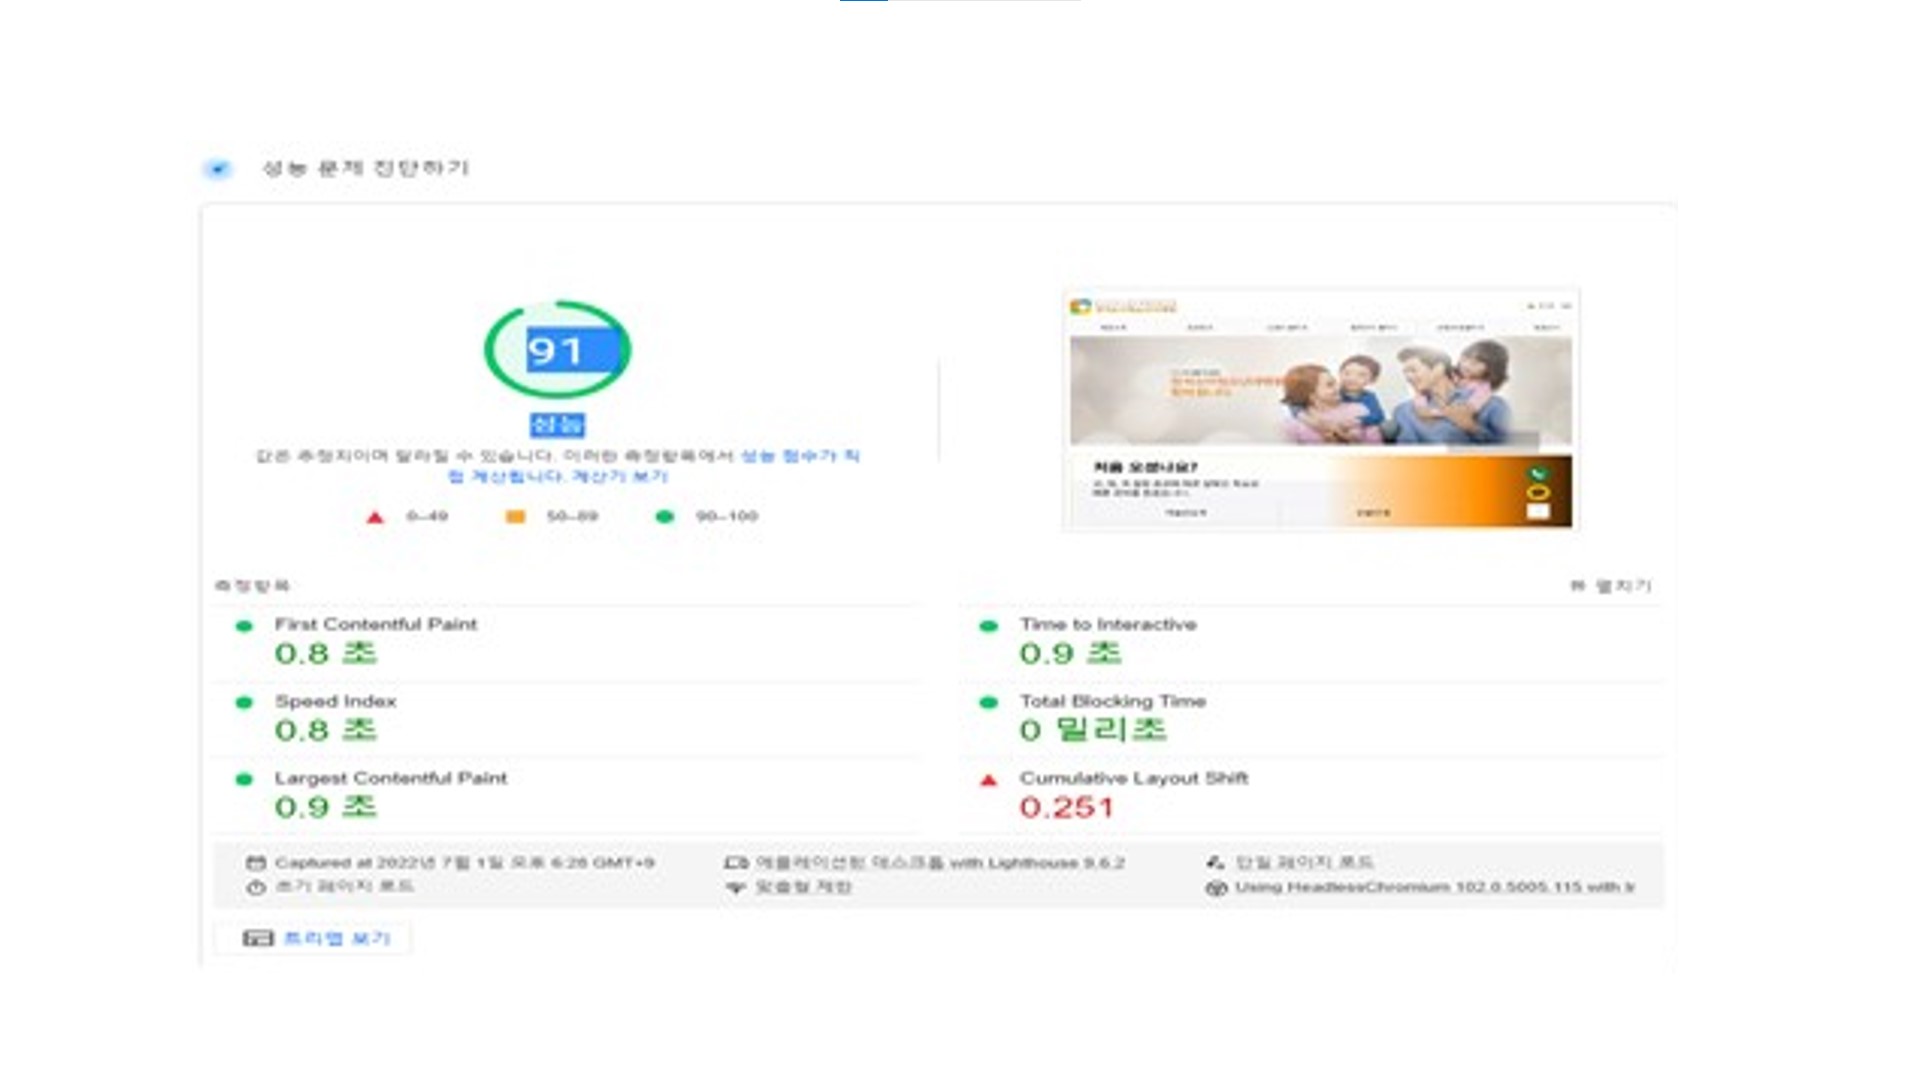 성능 문제 진단하기
91
성능
값은 추정치이며 달라질 수 있습니다. 이러한 측정항목에서 성능 점수가 직
접 계산됩니다. 계산기 보기
0–49
50–89
90–100
처음 오셨나요?
측정항목
펼치기
First Contentful Paint
0.8 초
Time to Interactive
0.9 초
Speed Index
0.8 초
Total Blocking Time
0 밀리초
Largest Contentful Paint
0.9 초
Cumulative Layout Shift
0.251
Captured at 2022년 7월 1일 오후 6:28 GMT+9
에뮬레이션된 데스크톱 with Lighthouse 9.6.2
단일 페이지 로드
초기 페이지 로드
맞춤형 제한
Using HeadlessChromium 102.0.5005.115 with lr
트리맵 보기